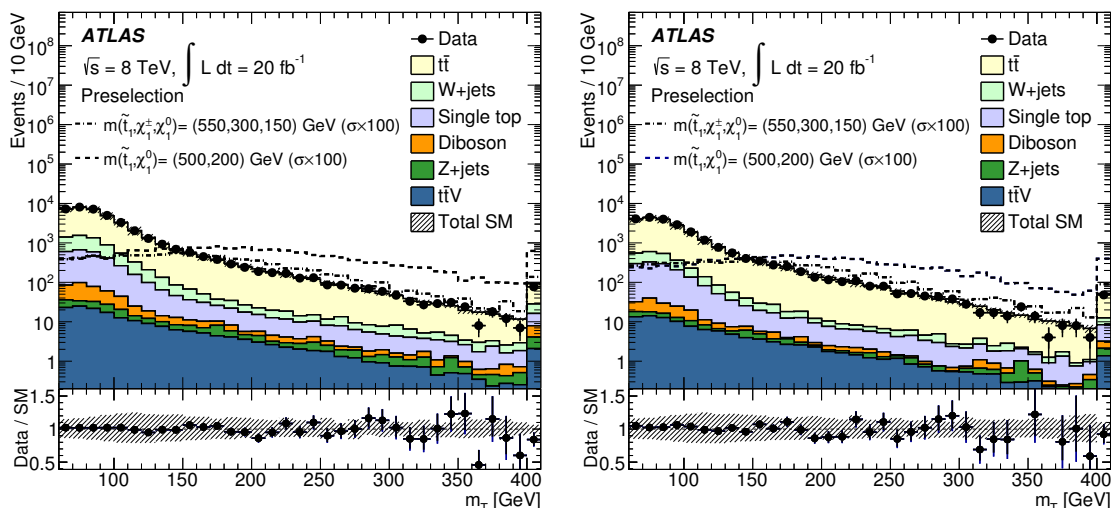 Events / 10 GeV
10⁸
10⁷
10⁶
10⁵
10⁴
10³
10²
10
1
ATLAS
√s = 8 TeV, ∫ L dt = 20 fb⁻¹
Preselection
m(t̃₁,χ₁±,χ₁⁰)= (550,300,150) GeV (σ×100)
m(t̃₁,χ₁⁰)= (500,200) GeV (σ×100)
Data
tt̄
W+jets
Single top
Diboson
Z+jets
tt̄V
Total SM
Data / SM
1.5
1
0.5
100 150 200 250 300 350 400
m_T [GeV]
Events / 10 GeV
10⁸
10⁷
10⁶
10⁵
10⁴
10³
10²
10
1
ATLAS
√s = 8 TeV, ∫ L dt = 20 fb⁻¹
Preselection
m(t̃₁,χ₁±,χ₁⁰)= (550,300,150) GeV (σ×100)
m(t̃₁,χ₁⁰)= (500,200) GeV (σ×100)
Data
tt̄
W+jets
Single top
Diboson
Z+jets
tt̄V
Total SM
Data / SM
1.5
1
0.5
100 150 200 250 300 350 400
m_T [GeV]